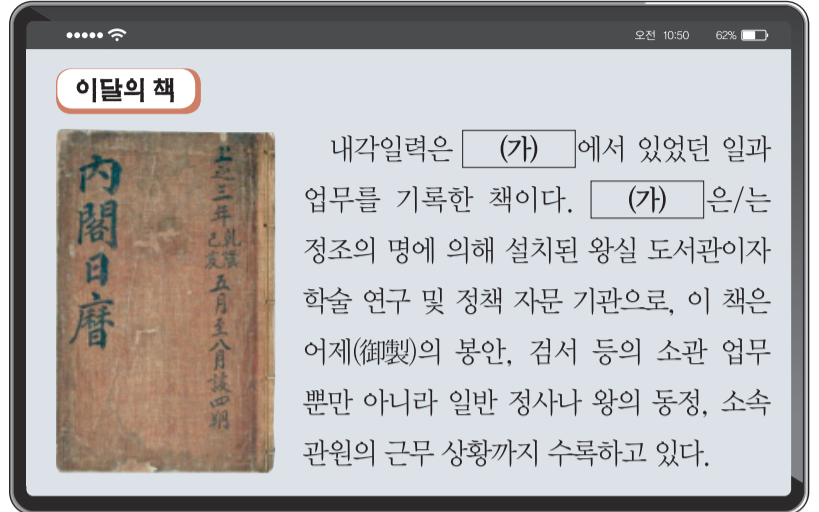 오전 10:50 62%
이달의 책
내각일력은 (가) 에서 있었던 일과
업무를 기록한 책이다. (가) 은/는
정조의 명에 의해 설치된 왕실 도서관이자
학술 연구 및 정책 자문 기관으로, 이 책은
어제(御製)의 봉안, 검서 등의 소관 업무
뿐만 아니라 일반 정사나 왕의 동정, 소속
관원의 근무 상황까지 수록하고 있다.
內閣日曆
上之三年乾隆己亥五月至八月該四朔